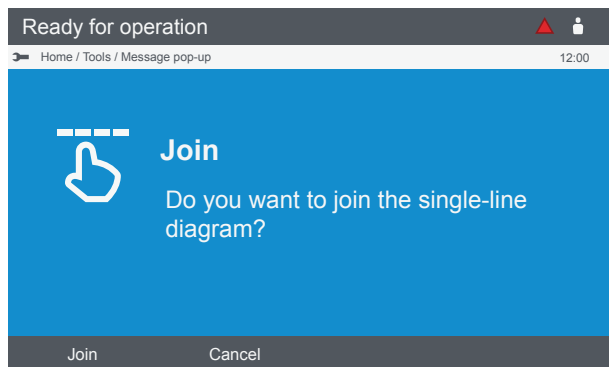 Ready for operation
Home / Tools / Message pop-up 12:00
Join
Do you want to join the single-line
diagram?
Join Cancel